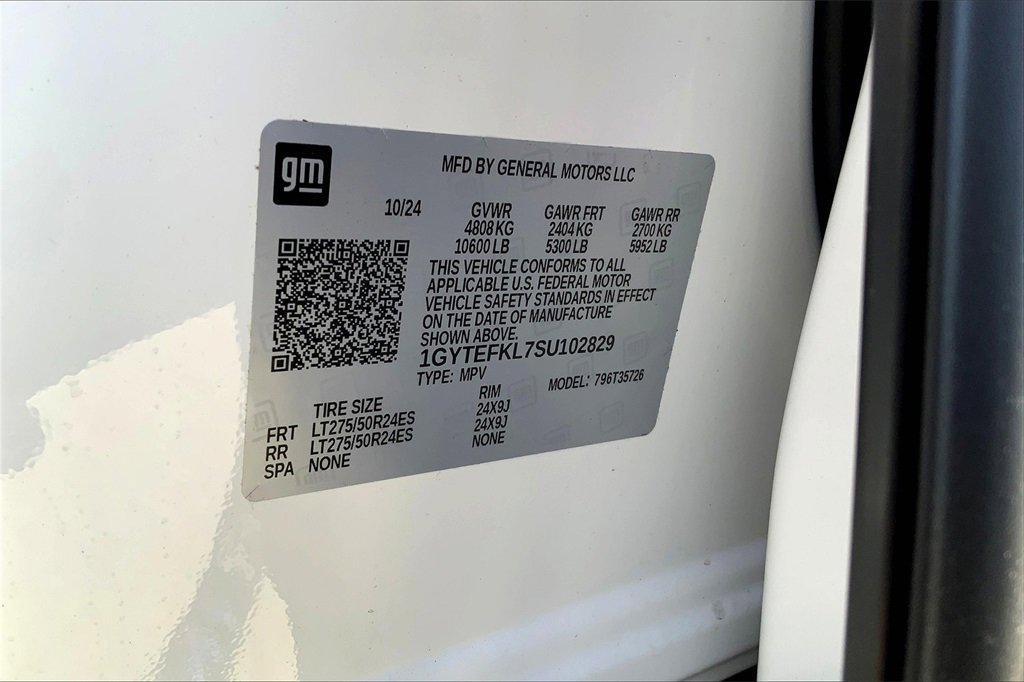 gm
MFD BY GENERAL MOTORS LLC
10/24 GVWR GAWR FRT GAWR RR
4808 KG 2404 KG 2700 KG
10600 LB 5300 LB 5952 LB
THIS VEHICLE CONFORMS TO ALL
APPLICABLE U.S. FEDERAL MOTOR
VEHICLE SAFETY STANDARDS IN EFFECT
ON THE DATE OF MANUFACTURE
SHOWN ABOVE.
1GYTEFKL7SU102829
TYPE: MPV MODEL: 796T35726
TIRE SIZE RIM
FRT LT275/50R24ES 24X9J
RR LT275/50R24ES 24X9J
SPA NONE NONE